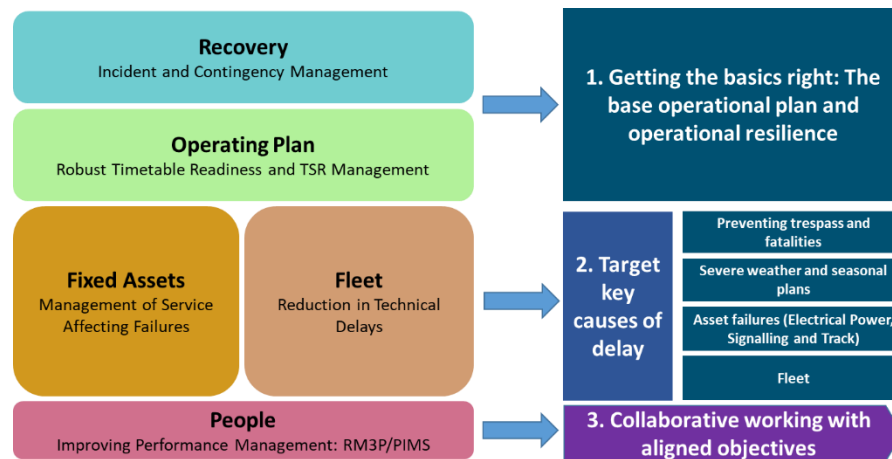 Recovery
Incident and Contingency Management
Operating Plan
Robust Timetable Readiness and TSR Management
Fixed Assets
Management of Service
Affecting Failures
Fleet
Reduction in Technical
Delays
People
Improving Performance Management: RM3P/PIMS
1. Getting the basics right: The
base operational plan and
operational resilience
2. Target
key
causes of
delay
Preventing trespass and
fatalities
Severe weather and seasonal
plans
Asset failures (Electrical Power,
Signalling and Track)
Fleet
3. Collaborative working with
aligned objectives